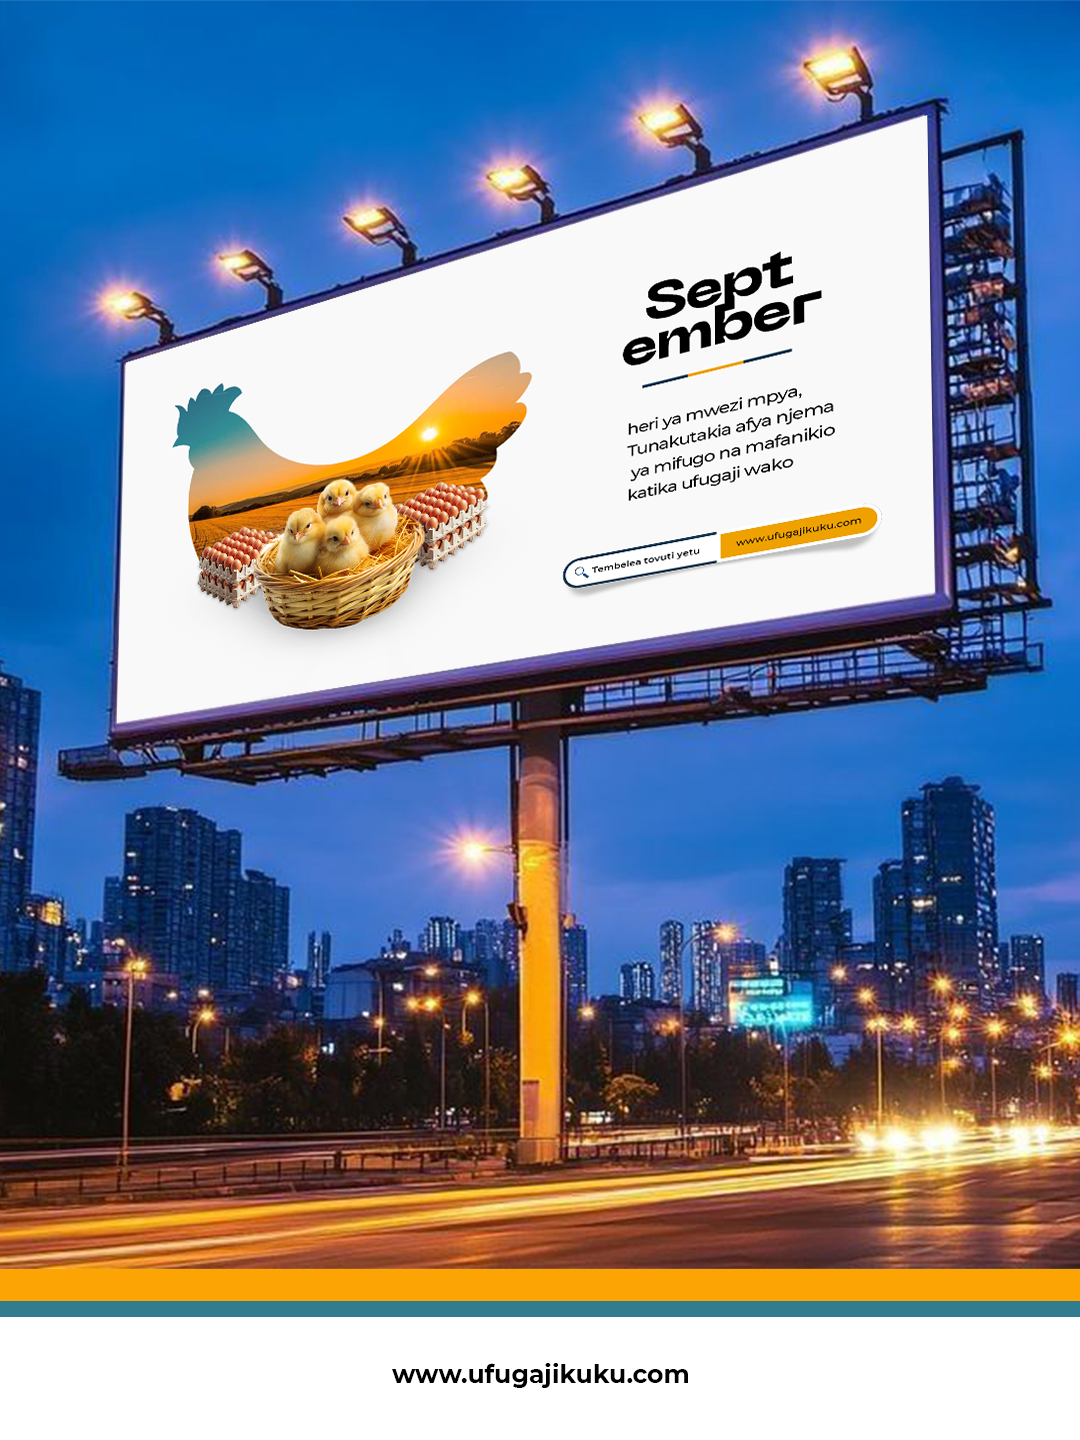 Sept
ember
heri ya mwezi mpya,
Tunakutakia afya njema
ya mifugo na mafanikio
katika ufugaji wako
Tembelea tovuti yetu
www.ufugajikuku.com
www.ufugajikuku.com